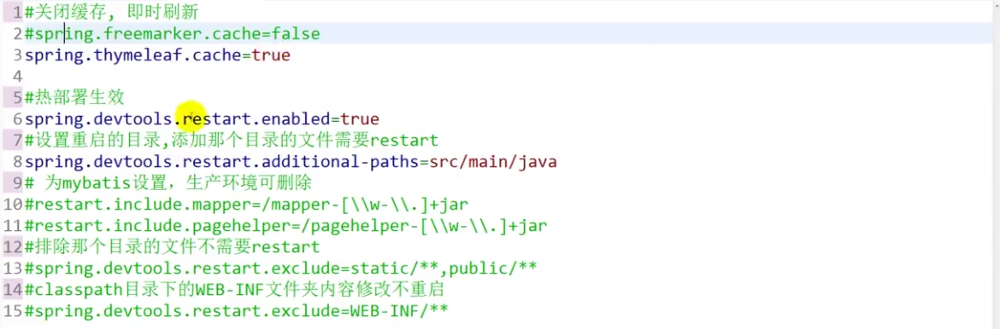 1 #关闭缓存, 即时刷新
2 #spring.freemarker.cache=false
3 spring.thymeleaf.cache=true
4
5 #热部署生效
6 spring.devtools.restart.enabled=true
7 #设置重启的目录,添加那个目录的文件需要restart
8 spring.devtools.restart.additional-paths=src/main/java
9 # 为mybatis设置，生产环境可删除
10 #restart.include.mapper=/mapper-[\\w-\\.]+jar
11 #restart.include.pagehelper=/pagehelper-[\\w-\\.]+jar
12 #排除那个目录的文件不需要restart
13 #spring.devtools.restart.exclude=static/**,public/**
14 #classpath目录下的WEB-INF文件夹内容修改不重启
15 #spring.devtools.restart.exclude=WEB-INF/**